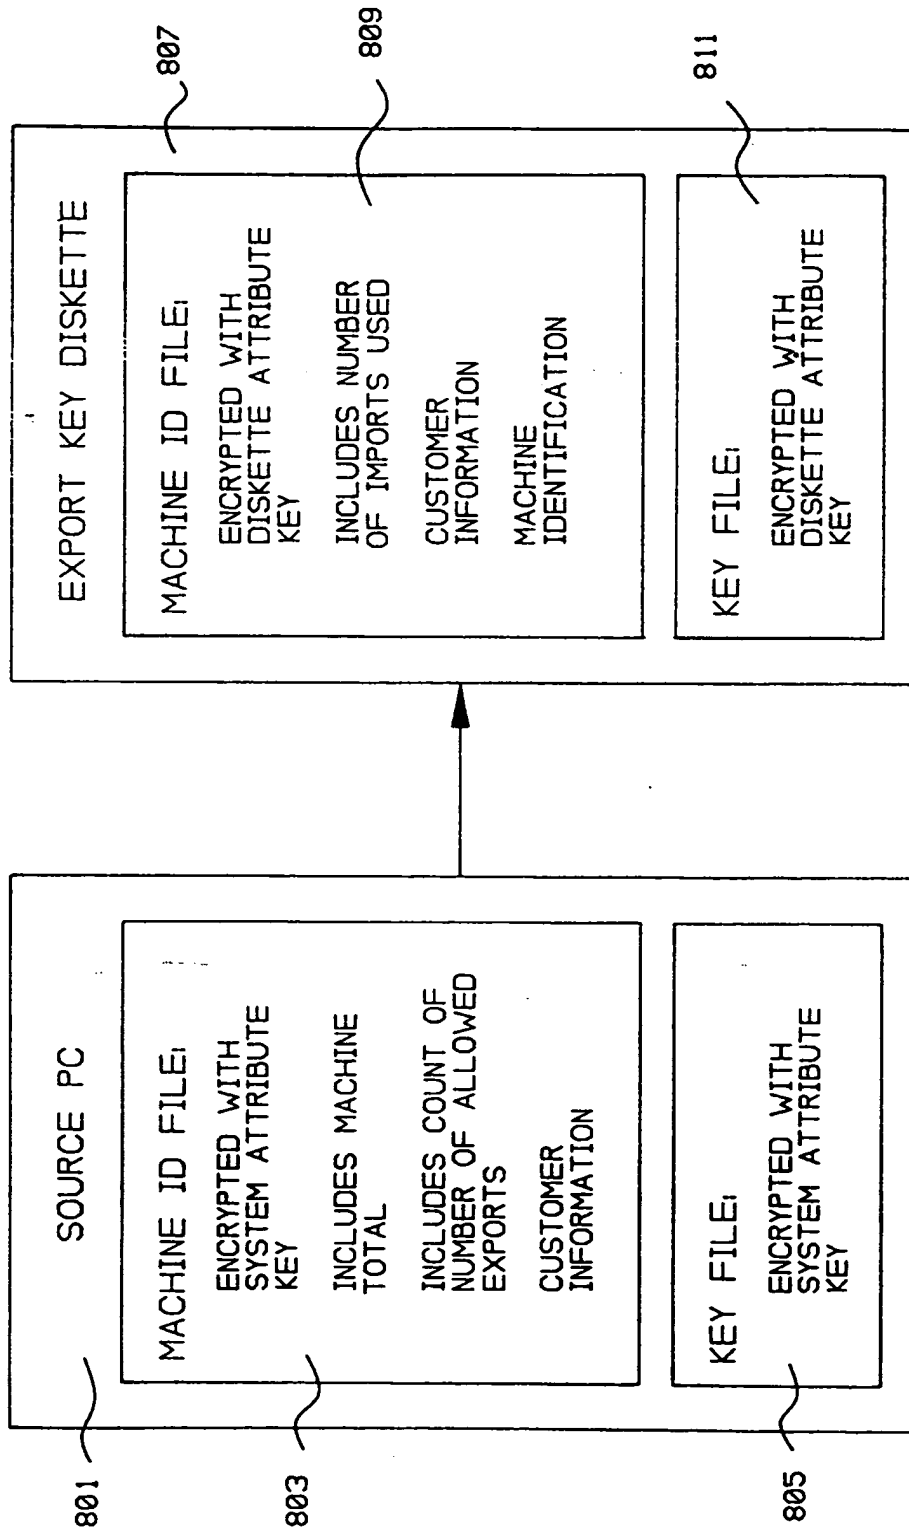 801
SOURCE PC
803
MACHINE ID FILE:
ENCRYPTED WITH
SYSTEM ATTRIBUTE
KEY
INCLUDES MACHINE
TOTAL
INCLUDES COUNT OF
NUMBER OF ALLOWED
EXPORTS
CUSTOMER
INFORMATION
805
KEY FILE:
ENCRYPTED WITH
SYSTEM ATTRIBUTE
KEY
EXPORT KEY DISKETTE
807
MACHINE ID FILE:
ENCRYPTED WITH
DISKETTE ATTRIBUTE
KEY
809
INCLUDES NUMBER
OF IMPORTS USED
CUSTOMER
INFORMATION
MACHINE
IDENTIFICATION
811
KEY FILE:
ENCRYPTED WITH
DISKETTE ATTRIBUTE
KEY